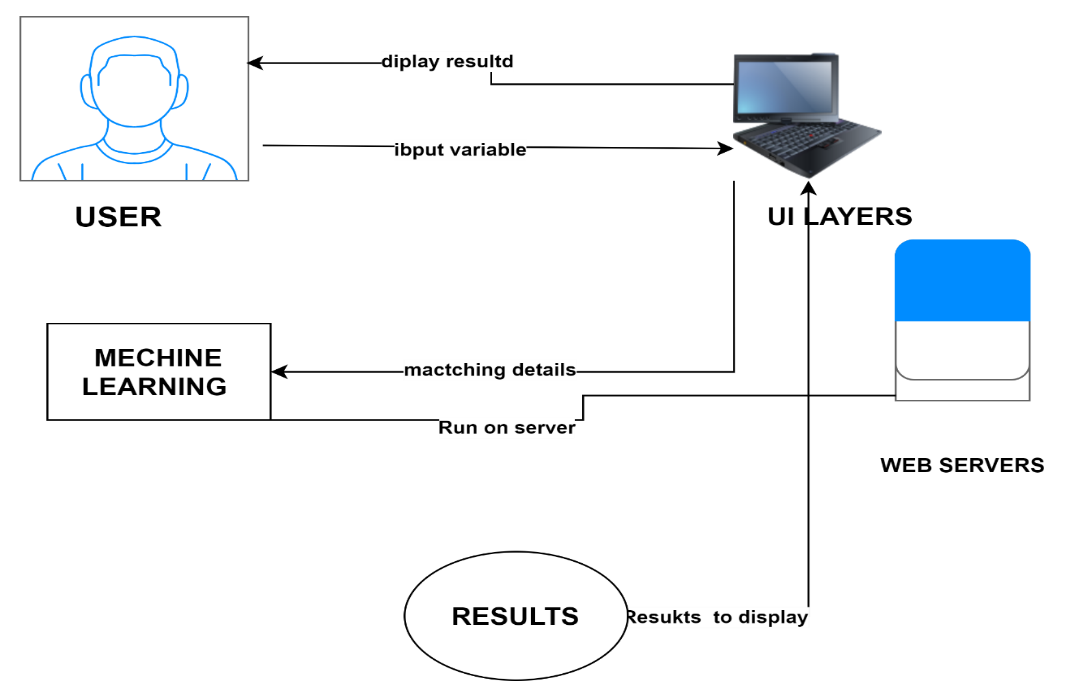 diplay resultd
ibput variable
USER
UI LAYERS
MECHINE
LEARNING
mactching details
Run on server
WEB SERVERS
RESULTS
Resukts to display